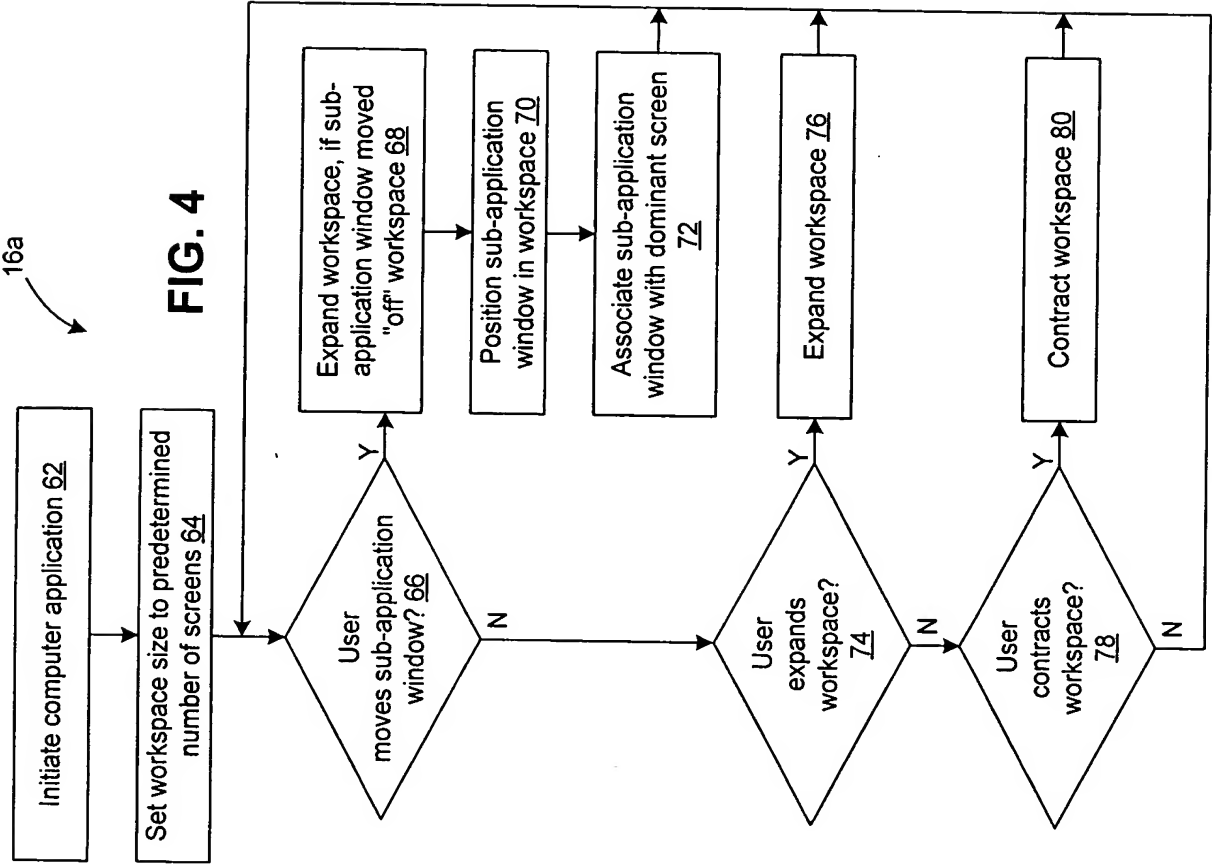 16a
FIG. 4
Initiate computer application 62
Set workspace size to predetermined
number of screens 64
User
moves sub-application
window? 66
Y
N
Expand workspace, if sub-
application window moved
"off" workspace 68
Position sub-application
window in workspace 70
Associate sub-application
window with dominant screen
72
User
expands
workspace?
74
Y
N
Expand workspace 76
User
contracts
workspace?
78
Y
N
Contract workspace 80